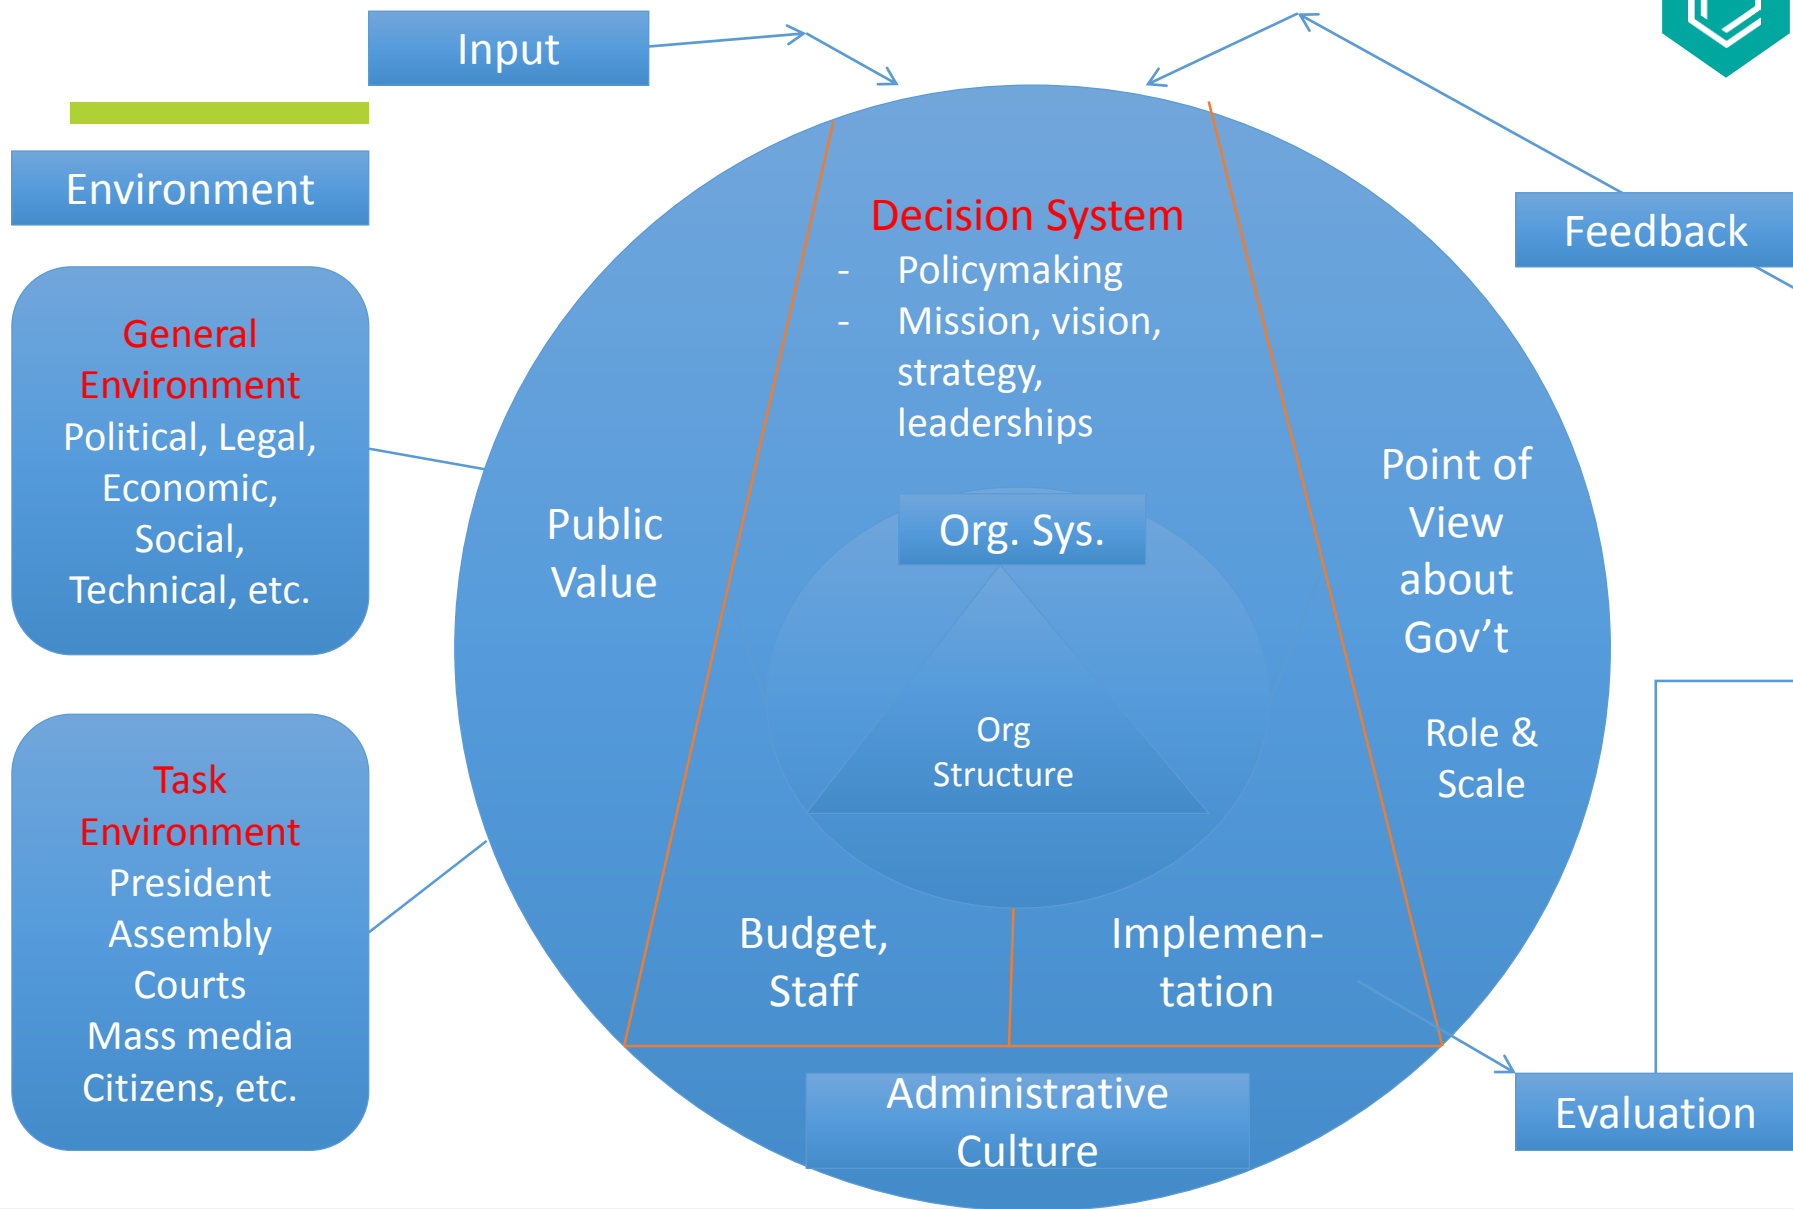 Input
Environment
General
Environment
Political, Legal,
Economic,
Social,
Technical, etc.
Task
Environment
President
Assembly
Courts
Mass media
Citizens, etc.
Public
Value
Decision System
- Policymaking
- Mission, vision,
strategy,
leaderships
Org. Sys.
Org
Structure
Budget,
Staff
Implemen-
tation
Administrative
Culture
Point of
View
about
Gov’t
Role &
Scale
Feedback
Evaluation